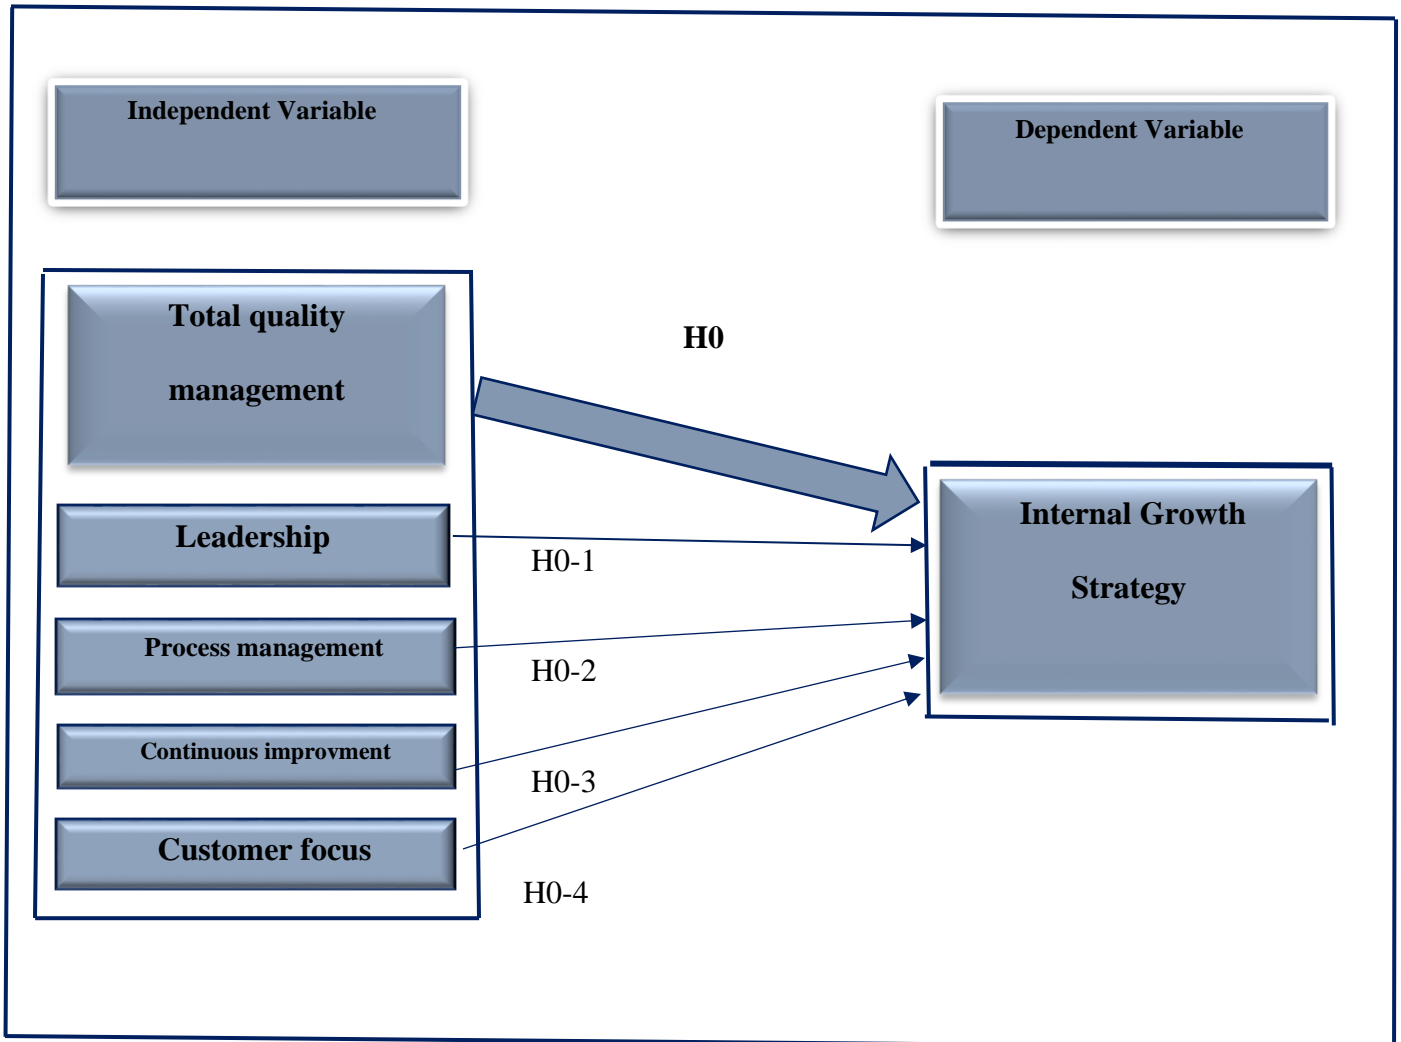 Independent Variable
Dependent Variable
Total quality
management
H0
Leadership
H0-1
Process management
H0-2
Continuous improvment
H0-3
Customer focus
H0-4
Internal Growth
Strategy